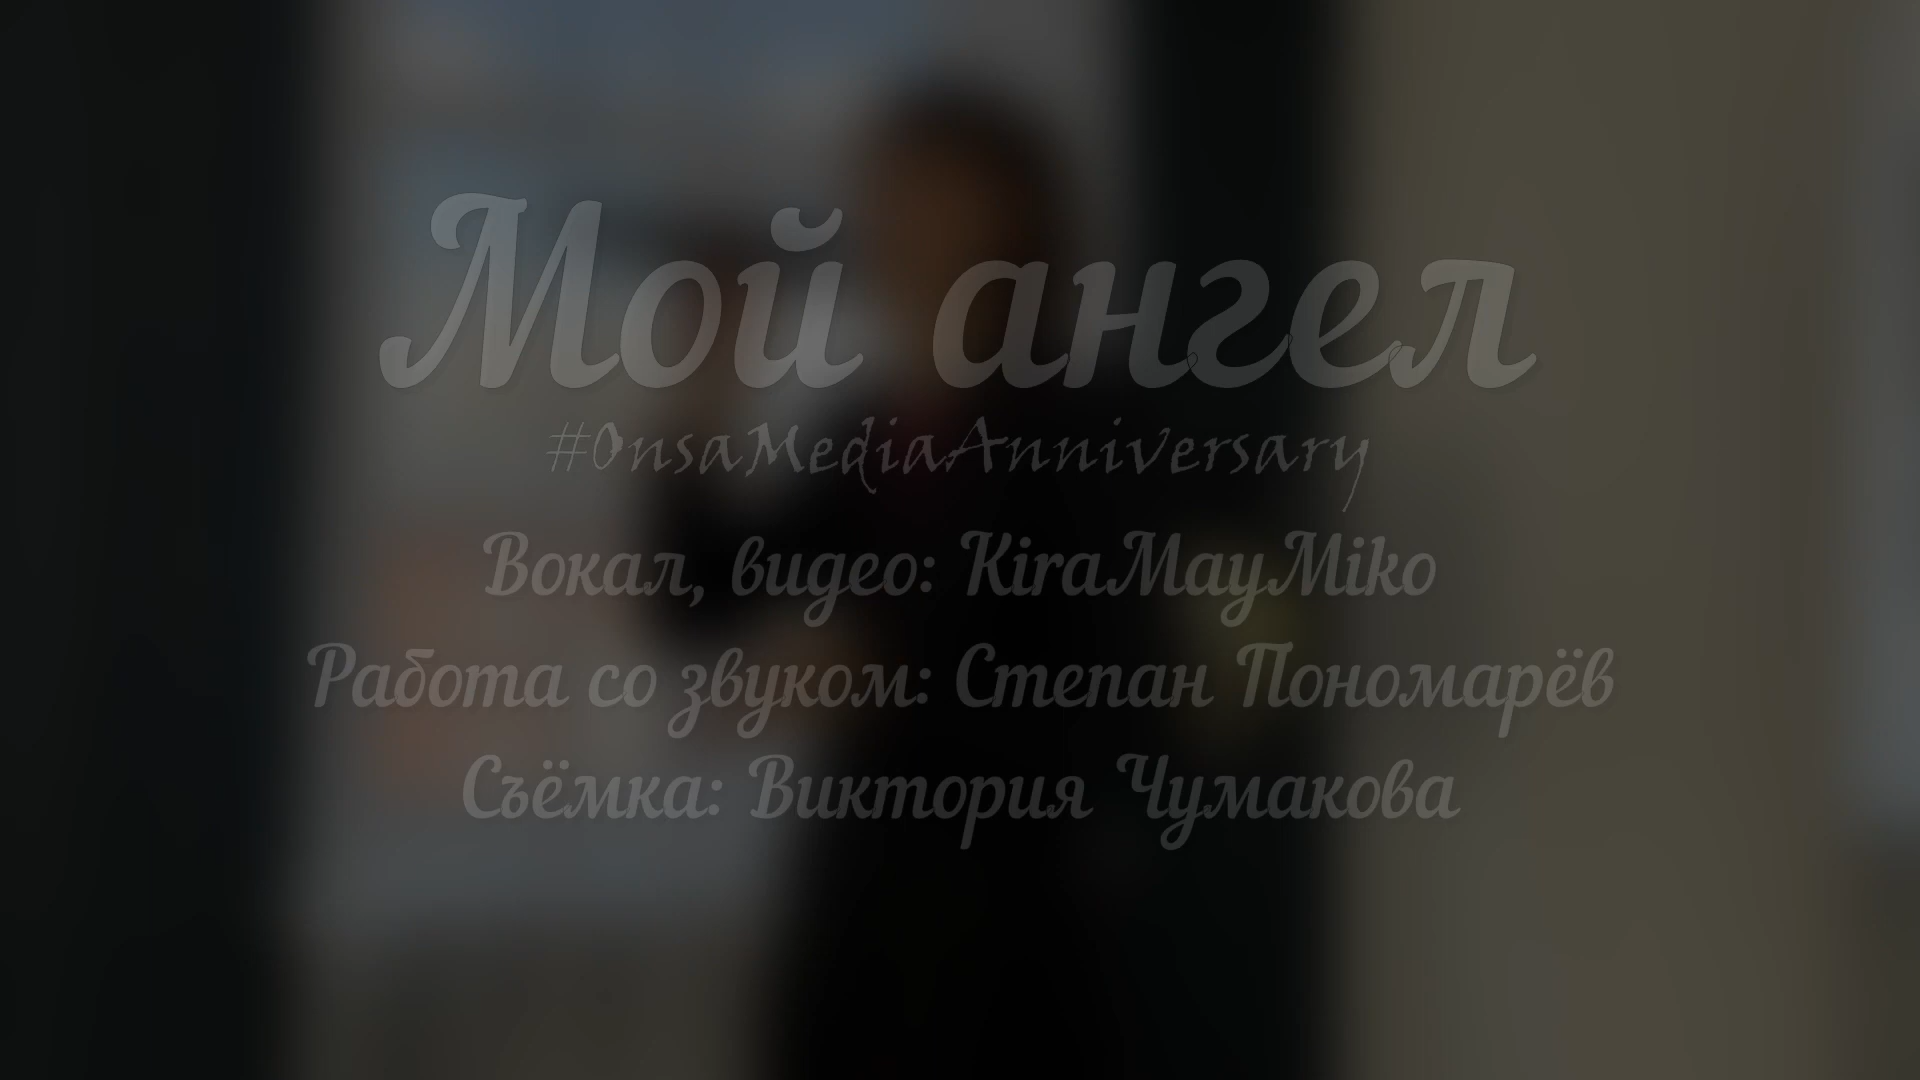 Мой ангел
#OnsaMediaAnniversary
Вокал, видео: KiraMayMiko
Работа со звуком: Степан Пономарёв
Съёмка: Виктория Чумакова